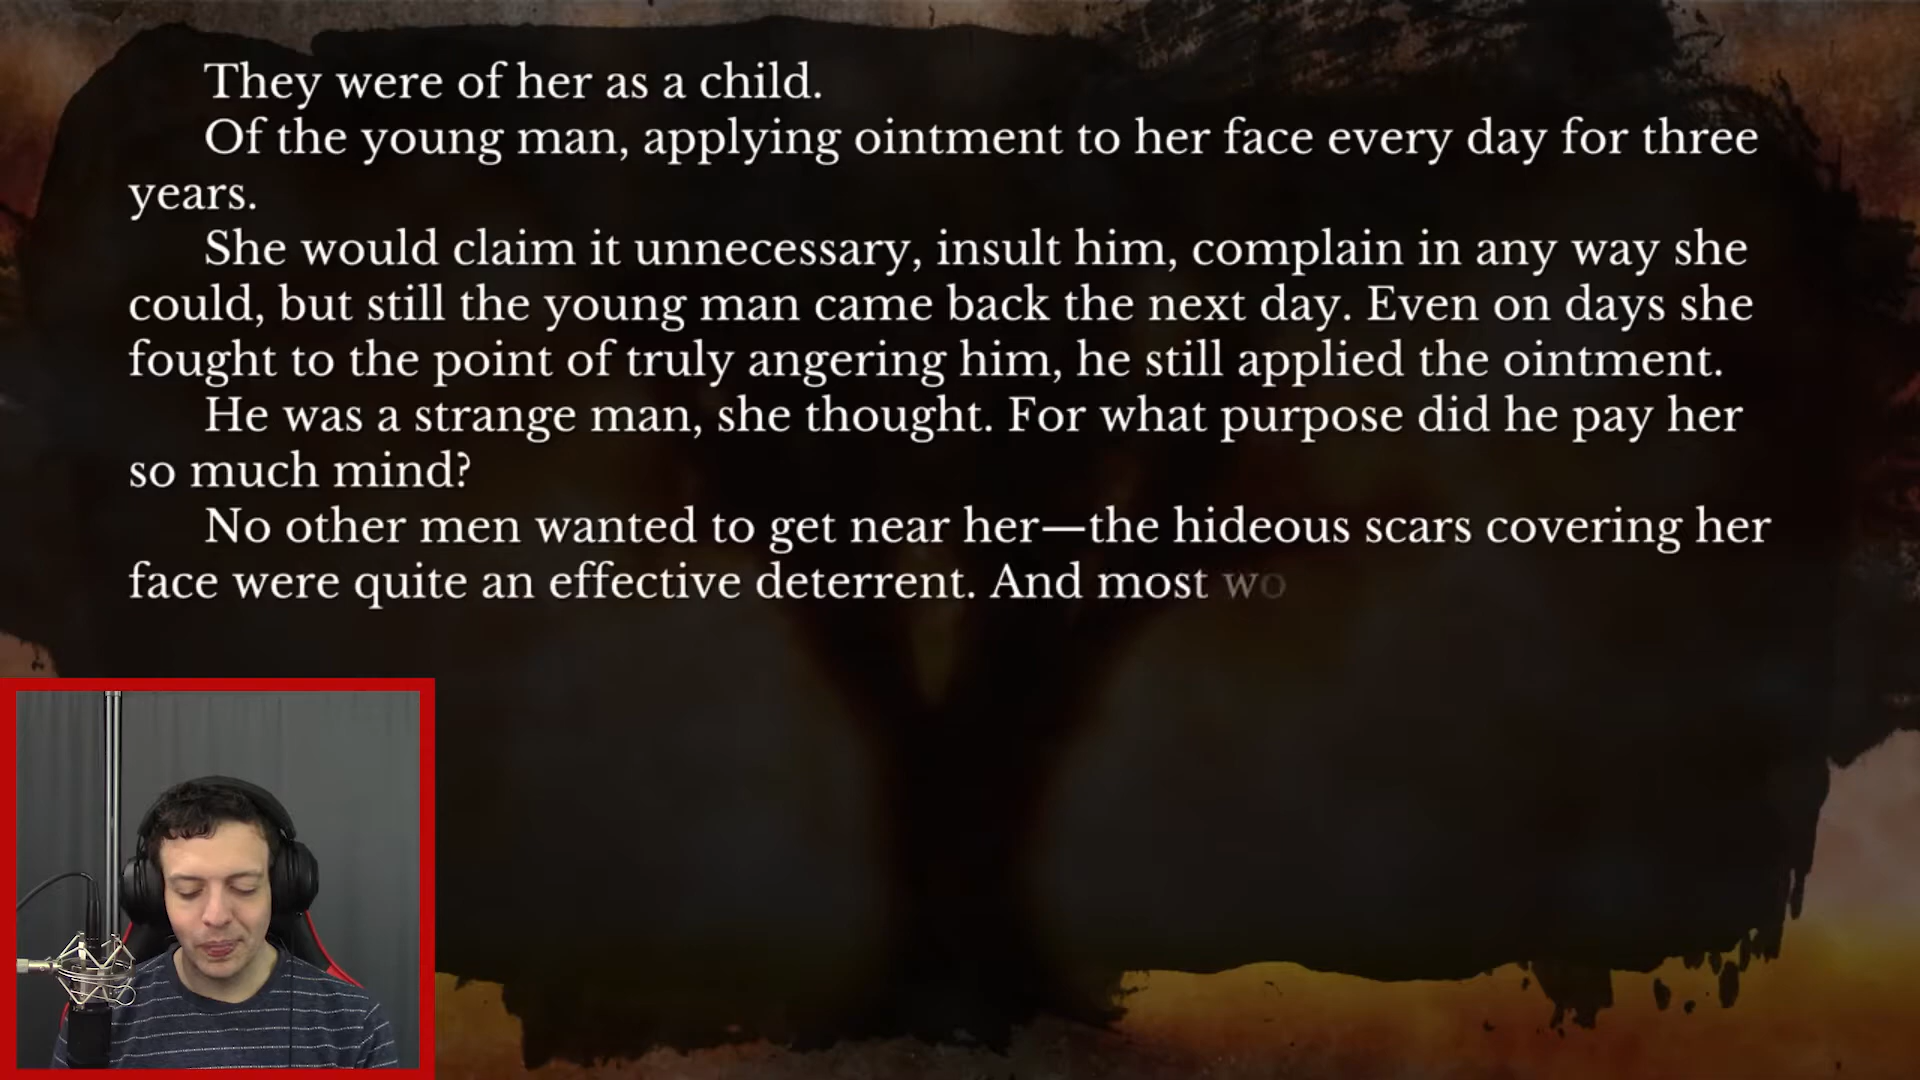 They were of her as a child.
Of the young man, applying ointment to her face every day for three
years.
She would claim it unnecessary, insult him, complain in any way she
could, but still the young man came back the next day. Even on days she
fought to the point of truly angering him, he still applied the ointment.
He was a strange man, she thought. For what purpose did he pay her
so much mind?
No other men wanted to get near her—the hideous scars covering her
face were quite an effective deterrent. And most wo